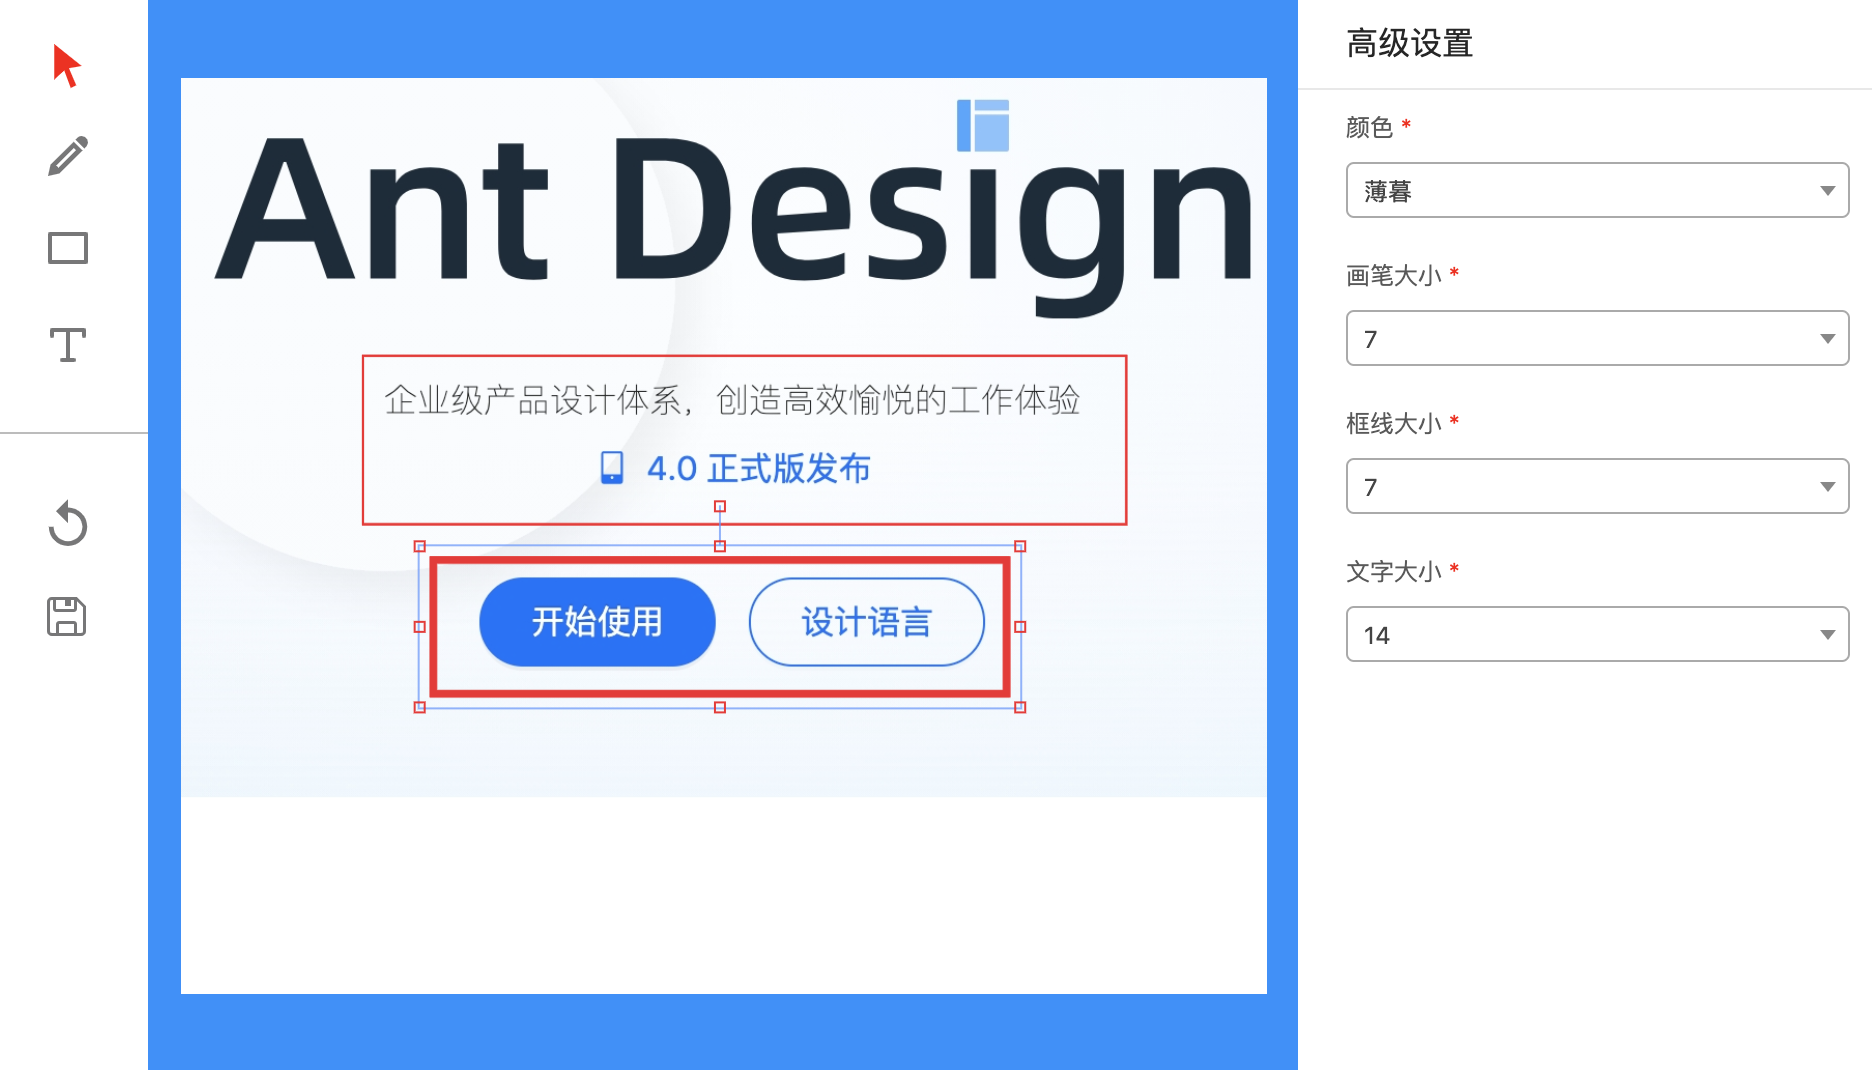 Ant Design
企业级产品设计体系，创造高效愉悦的工作体验
4.0 正式版发布
开始使用
设计语言
高级设置
颜色 *
薄暮
画笔大小 *
7
框线大小 *
7
文字大小 *
14